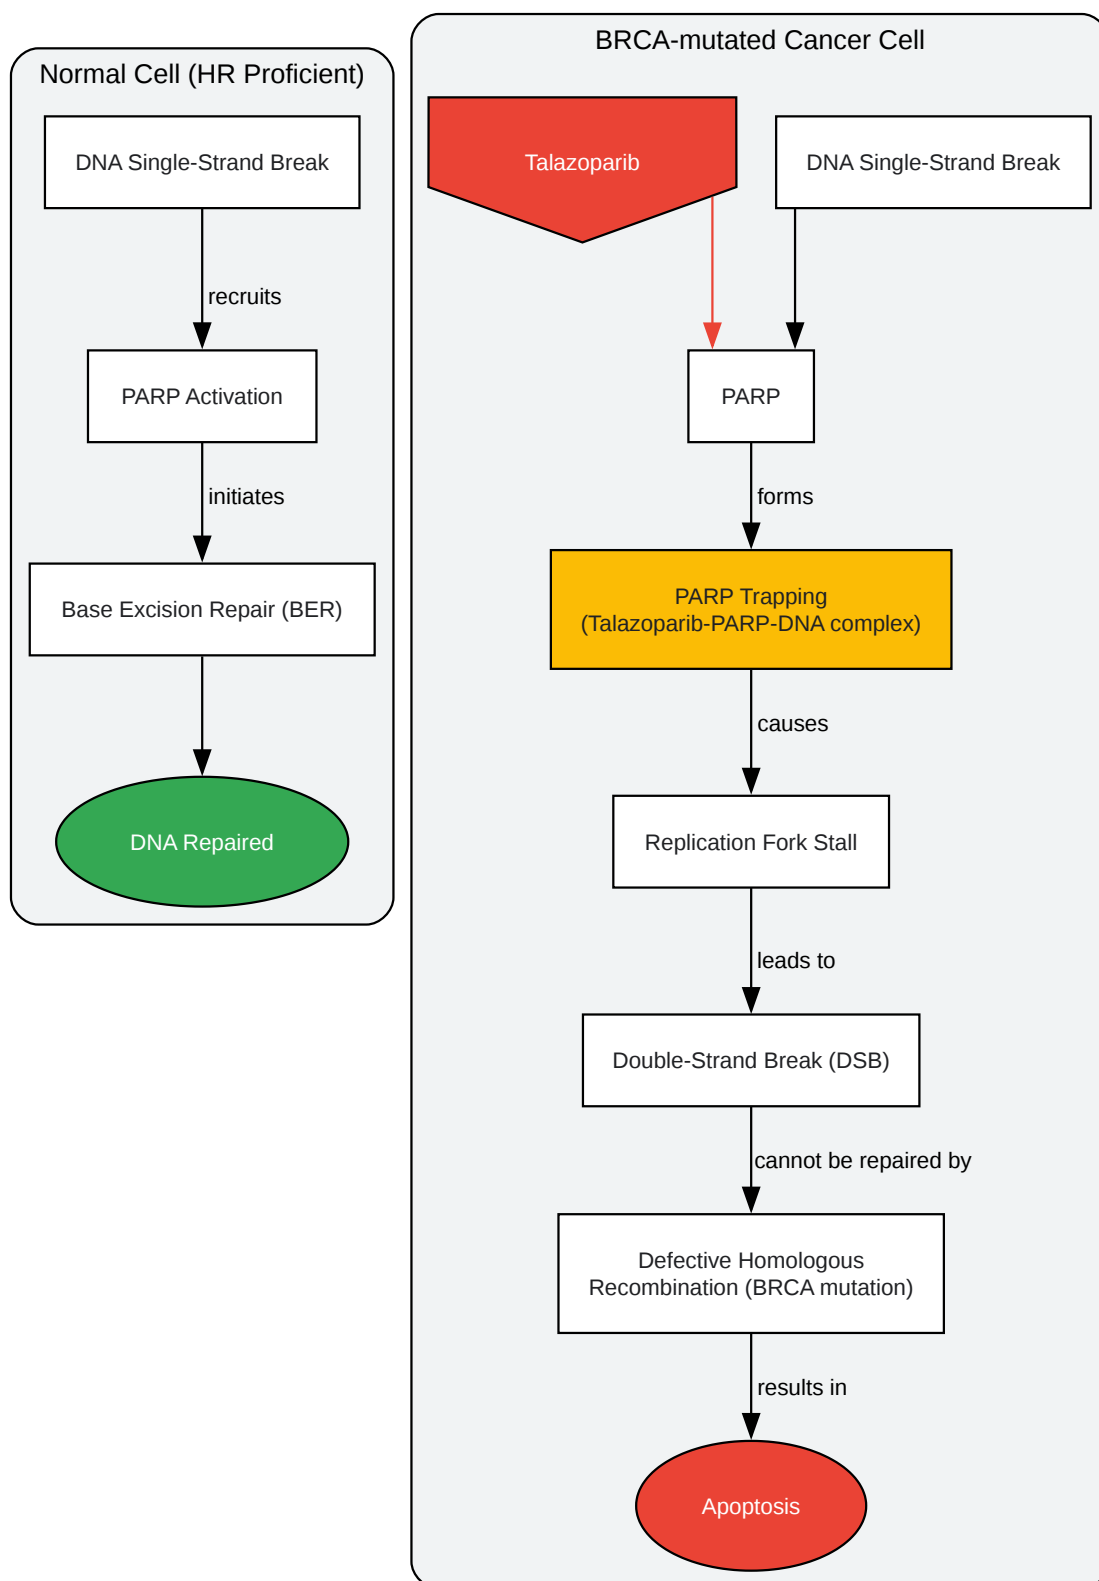 Normal Cell (HR Proficient)
DNA Single-Strand Break
recruits
PARP Activation
initiates
Base Excision Repair (BER)
DNA Repaired
BRCA-mutated Cancer Cell
Talazoparib
DNA Single-Strand Break
PARP
forms
PARP Trapping
(Talazoparib-PARP-DNA complex)
causes
Replication Fork Stall
leads to
Double-Strand Break (DSB)
cannot be repaired by
Defective Homologous
Recombination (BRCA mutation)
results in
Apoptosis